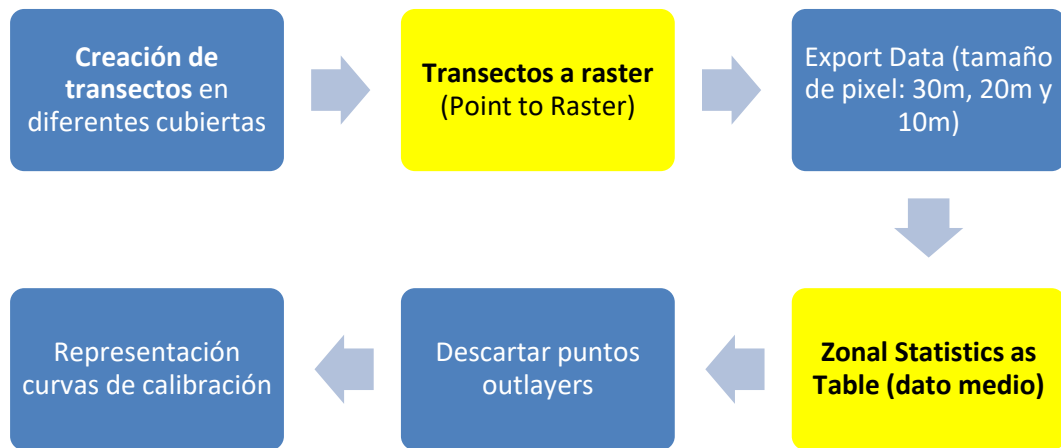 Creación de
transectos en
diferentes cubiertas
Transectos a raster
(Point to Raster)
Export Data (tamaño
de pixel: 30m, 20m y
10m)
Zonal Statistics as
Table (dato medio)
Descartar puntos
outlayers
Representación
curvas de calibración